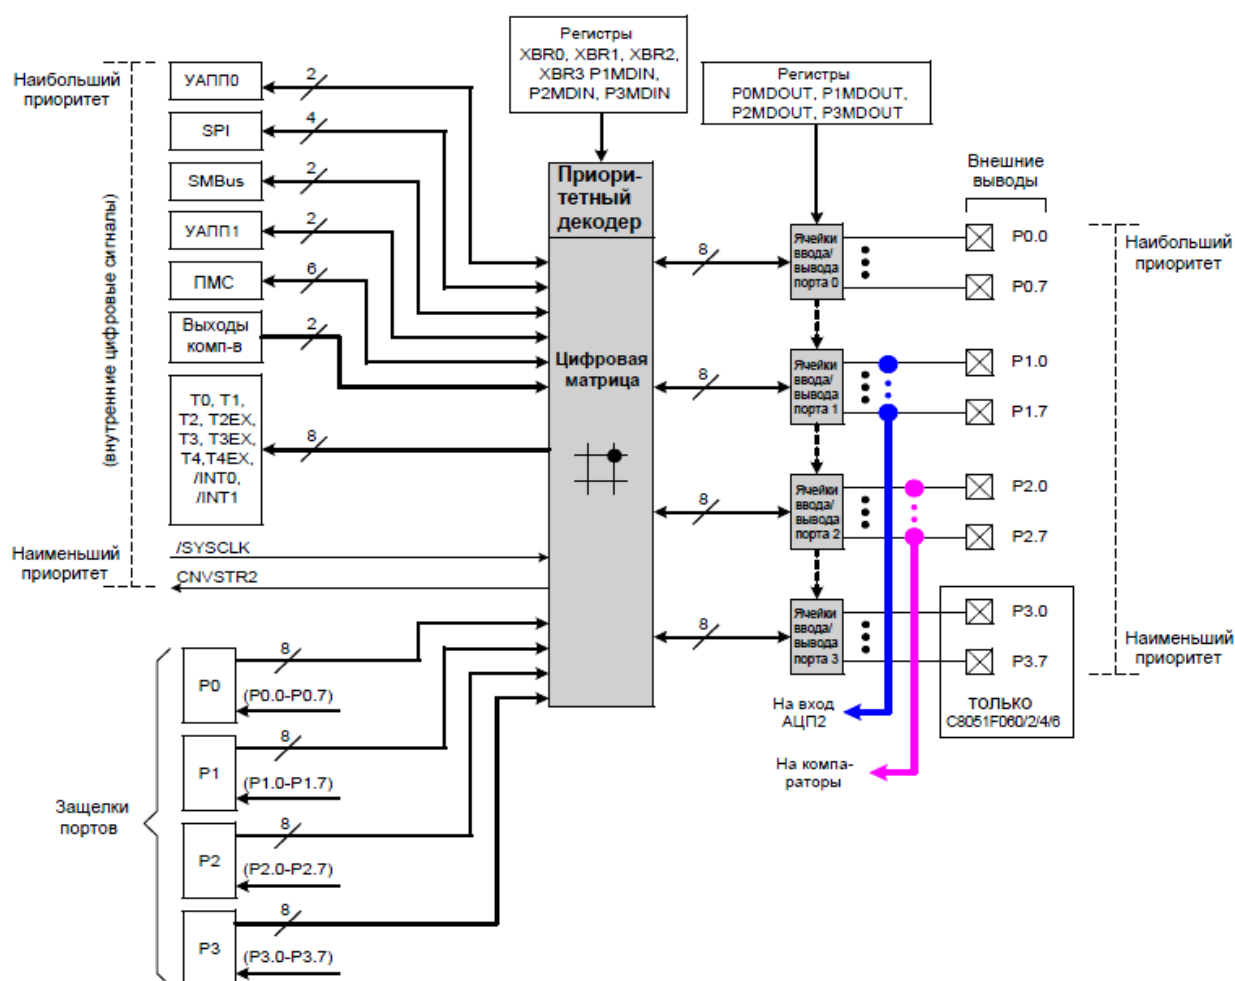 Регистры
XBR0, XBR1, XBR2,
XBR3 P1MDIN,
P2MDIN, P3MDIN
Регистры
P0MDOUT, P1MDOUT,
P2MDOUT, P3MDOUT
Наибольший
приоритет
(внутренние цифровые сигналы)
Наименьший
приоритет
УАПП0
2
SPI
4
SMBus
2
УАПП1
2
ПМС
6
Выходы
комп-в
2
T0, T1,
T2, T2EX,
T3, T3EX,
T4,T4EX,
/INT0,
/INT1
8
/SYSCLK
CNVSTR2
Приори-
тетный
декодер
Цифровая
матрица
8
8
8
8
Ячейки
ввода/
вывода
порта 0
Ячейки
ввода/
вывода
порта 1
Ячейки
ввода/
вывода
порта 2
Ячейки
ввода/
вывода
порта 3
Внешние
выводы
P0.0
P0.7
P1.0
P1.7
P2.0
P2.7
P3.0
P3.7
ТОЛЬКО
C8051F060/2/4/6
Наибольший
приоритет
Наименьший
приоритет
На вход
АЦП2
На компа-
раторы
Защелки
портов
P0
8
(P0.0-P0.7)
P1
8
(P1.0-P1.7)
P2
8
(P2.0-P2.7)
P3
8
(P3.0-P3.7)